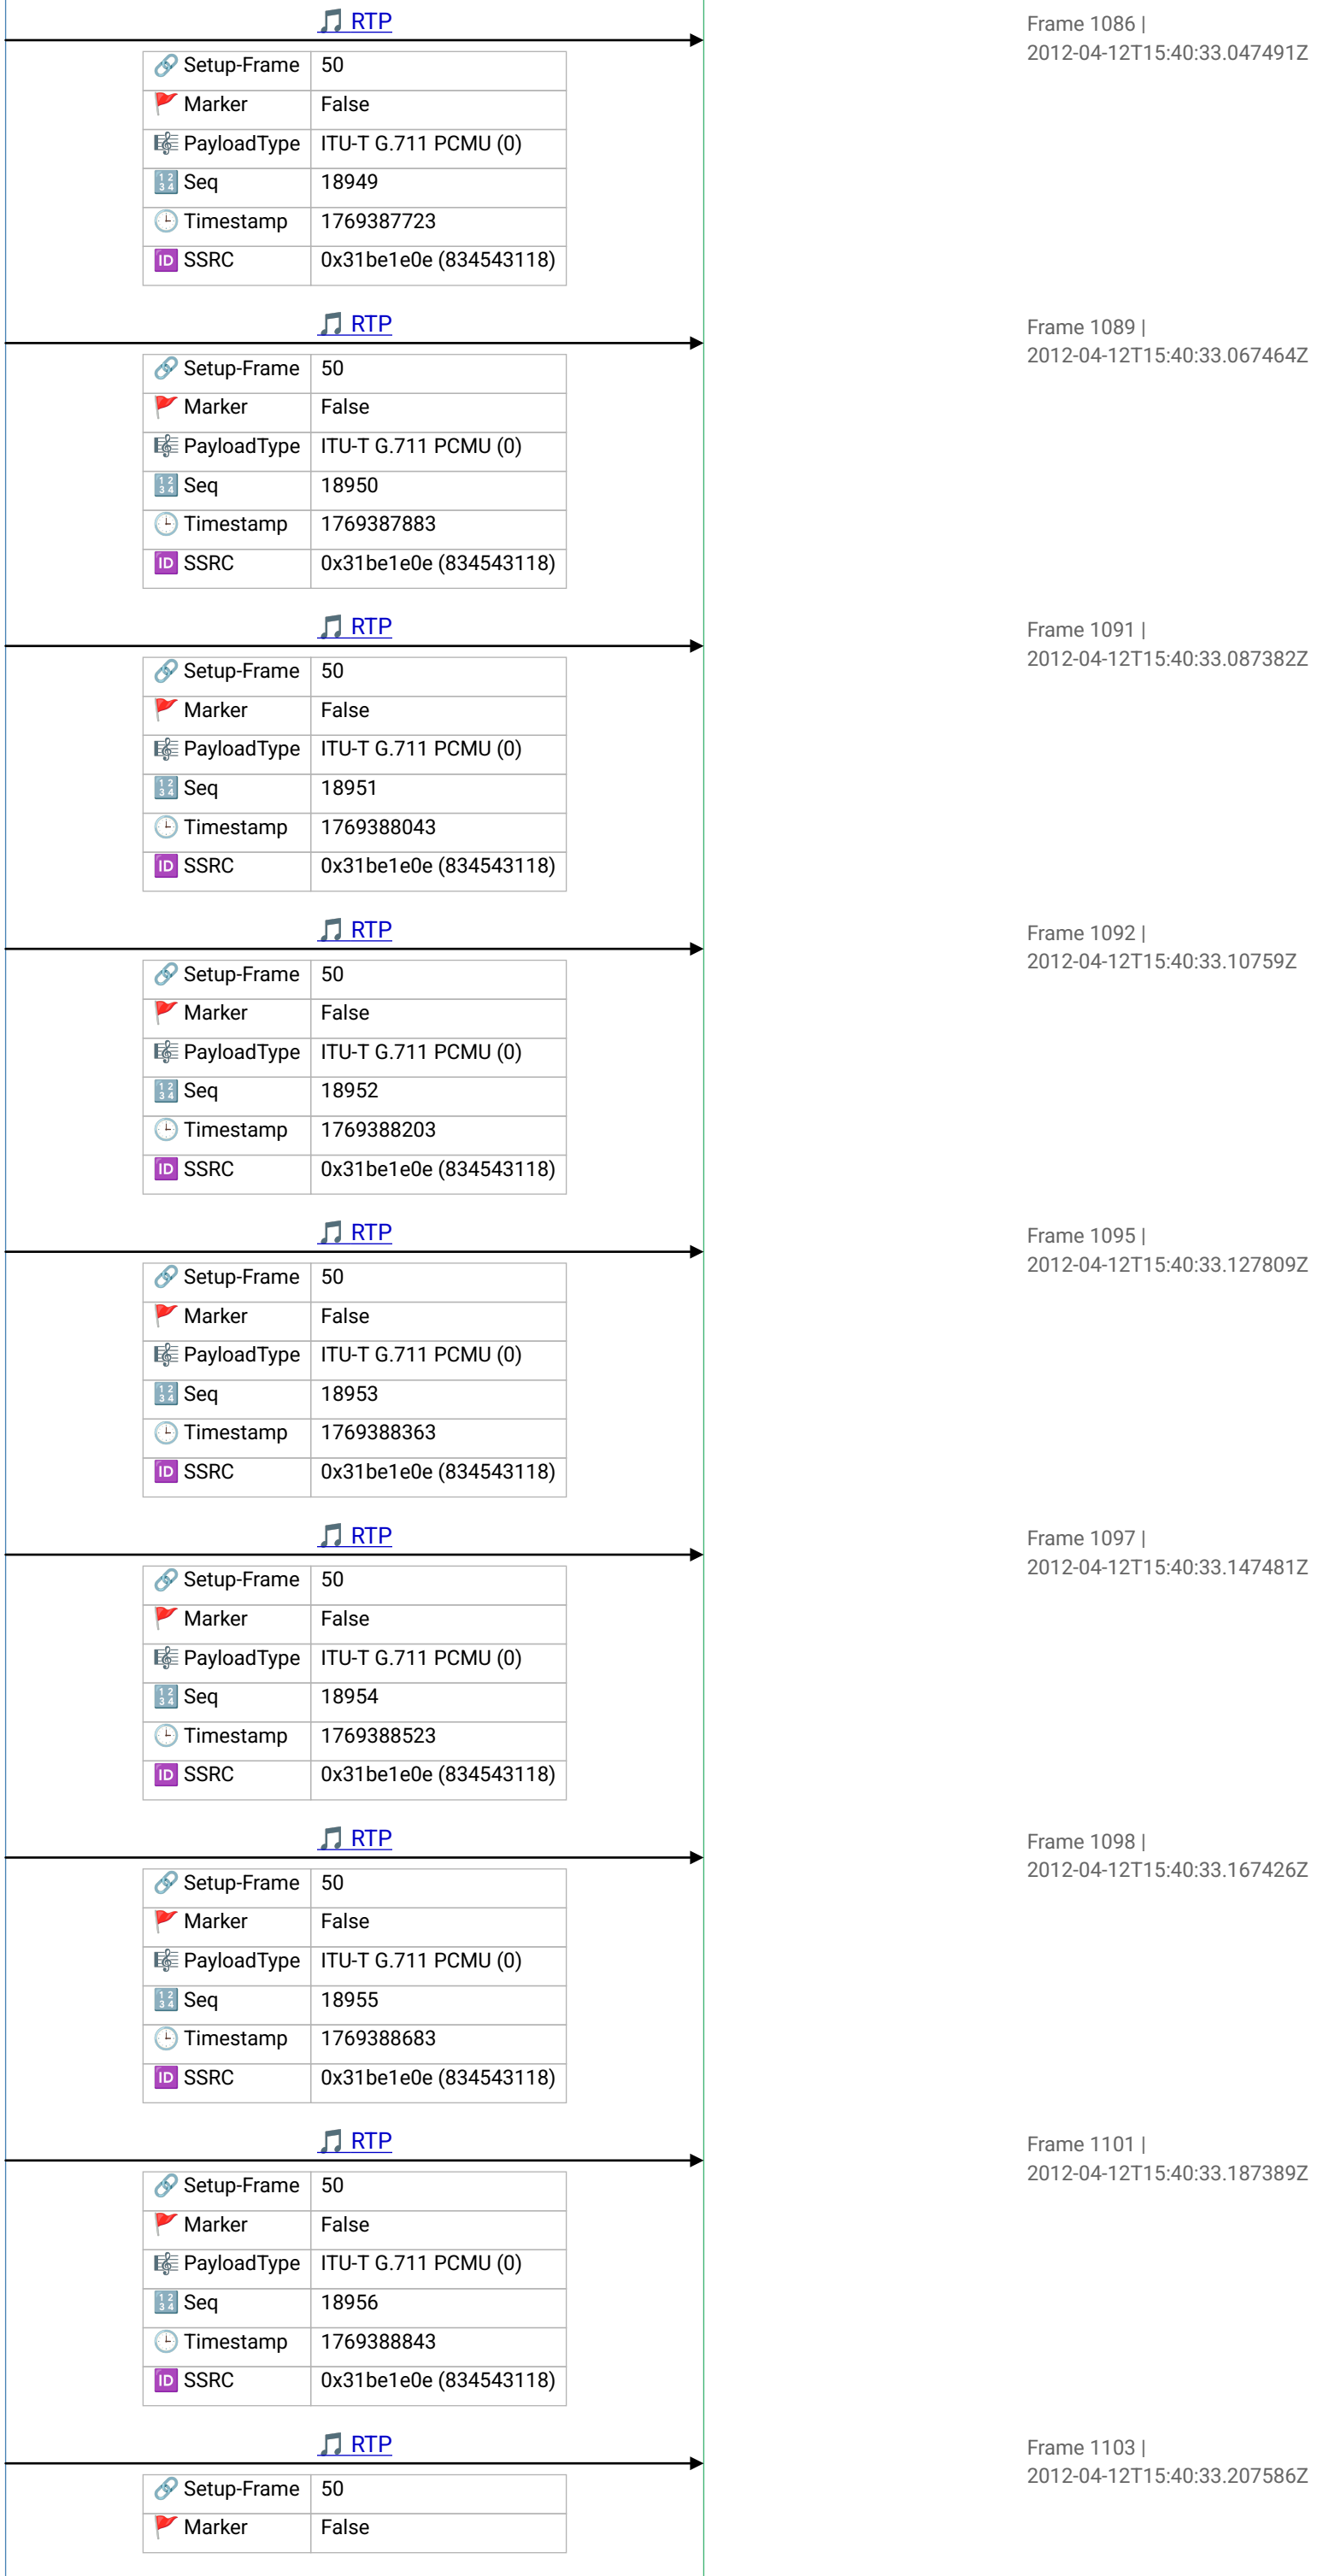 🎵 RTP
Frame 1086 |
2012-04-12T15:40:33.047491Z
🔗 Setup-Frame 50
🚩 Marker False
🎼 PayloadType ITU-T G.711 PCMU (0)
🔢 Seq 18949
🕒 Timestamp 1769387723
🆔 SSRC 0x31be1e0e (834543118)
🎵 RTP
Frame 1089 |
2012-04-12T15:40:33.067464Z
🔗 Setup-Frame 50
🚩 Marker False
🎼 PayloadType ITU-T G.711 PCMU (0)
🔢 Seq 18950
🕒 Timestamp 1769387883
🆔 SSRC 0x31be1e0e (834543118)
🎵 RTP
Frame 1091 |
2012-04-12T15:40:33.087382Z
🔗 Setup-Frame 50
🚩 Marker False
🎼 PayloadType ITU-T G.711 PCMU (0)
🔢 Seq 18951
🕒 Timestamp 1769388043
🆔 SSRC 0x31be1e0e (834543118)
🎵 RTP
Frame 1092 |
2012-04-12T15:40:33.10759Z
🔗 Setup-Frame 50
🚩 Marker False
🎼 PayloadType ITU-T G.711 PCMU (0)
🔢 Seq 18952
🕒 Timestamp 1769388203
🆔 SSRC 0x31be1e0e (834543118)
🎵 RTP
Frame 1095 |
2012-04-12T15:40:33.127809Z
🔗 Setup-Frame 50
🚩 Marker False
🎼 PayloadType ITU-T G.711 PCMU (0)
🔢 Seq 18953
🕒 Timestamp 1769388363
🆔 SSRC 0x31be1e0e (834543118)
🎵 RTP
Frame 1097 |
2012-04-12T15:40:33.147481Z
🔗 Setup-Frame 50
🚩 Marker False
🎼 PayloadType ITU-T G.711 PCMU (0)
🔢 Seq 18954
🕒 Timestamp 1769388523
🆔 SSRC 0x31be1e0e (834543118)
🎵 RTP
Frame 1098 |
2012-04-12T15:40:33.167426Z
🔗 Setup-Frame 50
🚩 Marker False
🎼 PayloadType ITU-T G.711 PCMU (0)
🔢 Seq 18955
🕒 Timestamp 1769388683
🆔 SSRC 0x31be1e0e (834543118)
🎵 RTP
Frame 1101 |
2012-04-12T15:40:33.187389Z
🔗 Setup-Frame 50
🚩 Marker False
🎼 PayloadType ITU-T G.711 PCMU (0)
🔢 Seq 18956
🕒 Timestamp 1769388843
🆔 SSRC 0x31be1e0e (834543118)
🎵 RTP
Frame 1103 |
2012-04-12T15:40:33.207586Z
🔗 Setup-Frame 50
🚩 Marker False